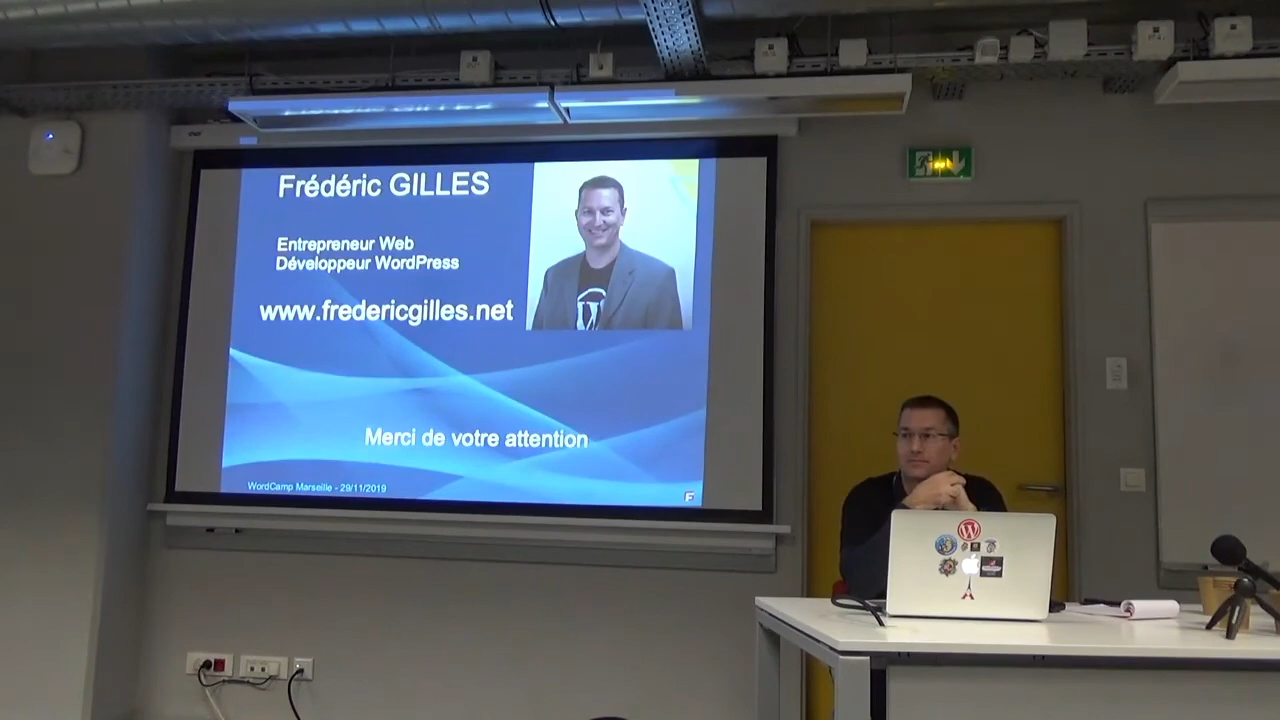 Frédéric GILLES
Entrepreneur Web
Développeur WordPress
www.fredericgilles.net
Merci de votre attention
WordCamp Marseille - 29/11/2019
F